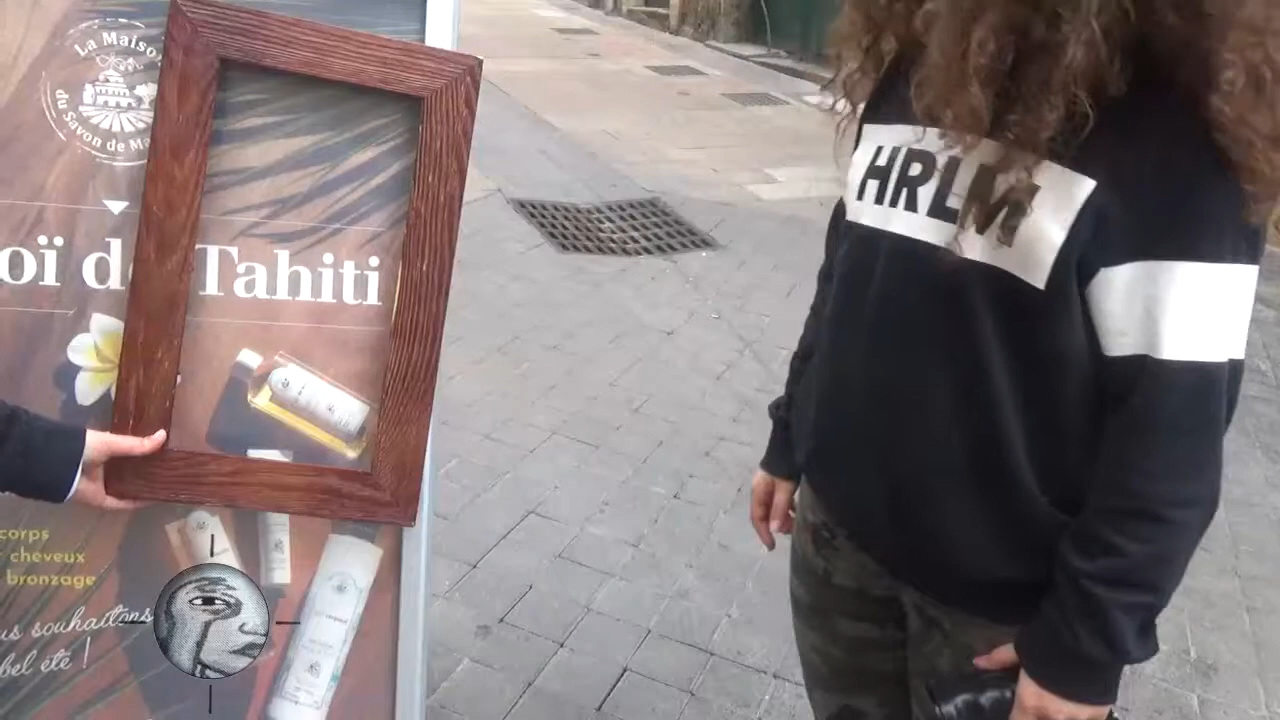 La Maison
du Savon de Ma
oï de Tahiti
corps
cheveux
bronzage
us souhaitons
bel été !
HRLM